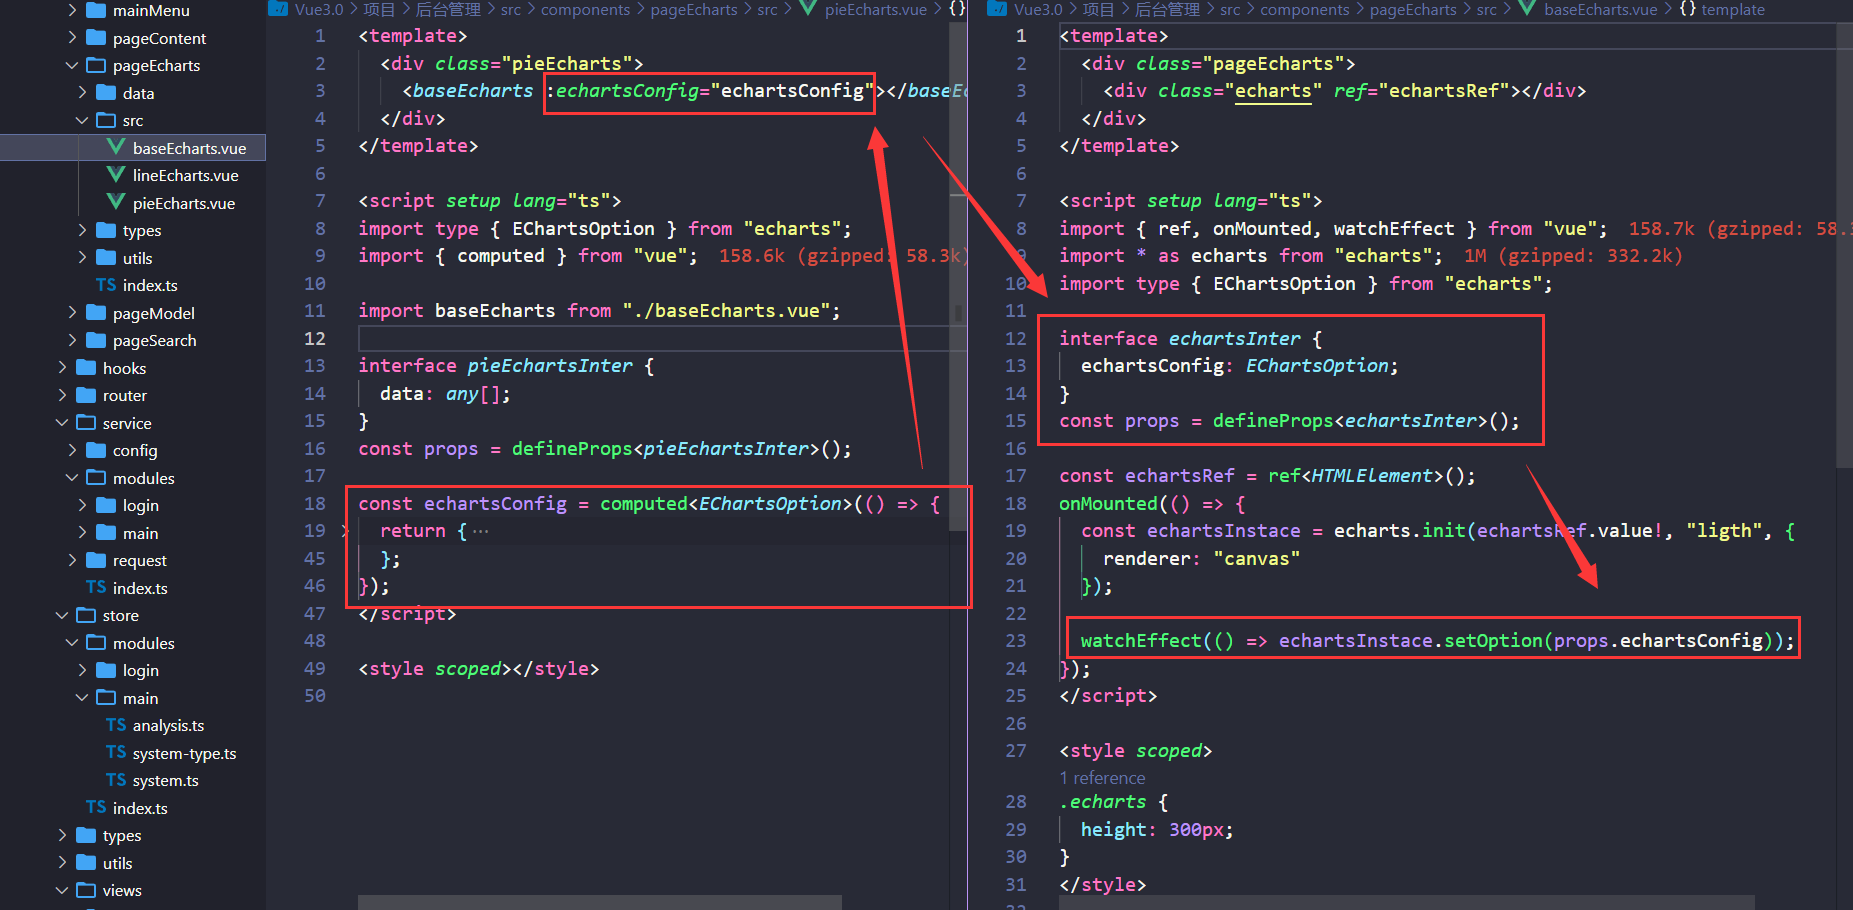 mainMenu
pageContent
pageEcharts
data
src
baseEcharts.vue
lineEcharts.vue
pieEcharts.vue
types
utils
TS index.ts
pageModel
pageSearch
hooks
router
service
config
modules
login
main
request
TS index.ts
store
modules
login
main
TS analysis.ts
TS system-type.ts
TS system.ts
TS index.ts
types
utils
views
Vue3.0 > 项目 > 后台管理 > src > components > pageEcharts > src > pieEcharts.vue > {}
1 <template>
2 <div class="pieEcharts">
3 <baseEcharts :echartsConfig="echartsConfig"></baseEc
4 </div>
5 </template>
6
7 <script setup lang="ts">
8 import type { EChartsOption } from "echarts";
9 import { computed } from "vue"; 158.6k (gzipped: 58.3k)
10
11 import baseEcharts from "./baseEcharts.vue";
12
13 interface pieEchartsInter {
14 data: any[];
15 }
16 const props = defineProps<pieEchartsInter>();
17
18 const echartsConfig = computed<EChartsOption>(() => {
19 return { ···
45 };
46 });
47 </script>
48
49 <style scoped></style>
50
Vue3.0 > 项目 > 后台管理 > src > components > pageEcharts > src > baseEcharts.vue > {} template
1 <template>
2 <div class="pageEcharts">
3 <div class="echarts" ref="echartsRef"></div>
4 </div>
5 </template>
6
7 <script setup lang="ts">
8 import { ref, onMounted, watchEffect } from "vue"; 158.7k (gzipped: 58.3
9 import * as echarts from "echarts"; 1M (gzipped: 332.2k)
10 import type { EChartsOption } from "echarts";
11
12 interface echartsInter {
13 echartsConfig: EChartsOption;
14 }
15 const props = defineProps<echartsInter>();
16
17 const echartsRef = ref<HTMLElement>();
18 onMounted(() => {
19 const echartsInstace = echarts.init(echartsRef.value!, "ligth", {
20 renderer: "canvas"
21 });
22
23 watchEffect(() => echartsInstace.setOption(props.echartsConfig));
24 });
25 </script>
26
27 <style scoped>
1 reference
28 .echarts {
29 height: 300px;
30 }
31 </style>